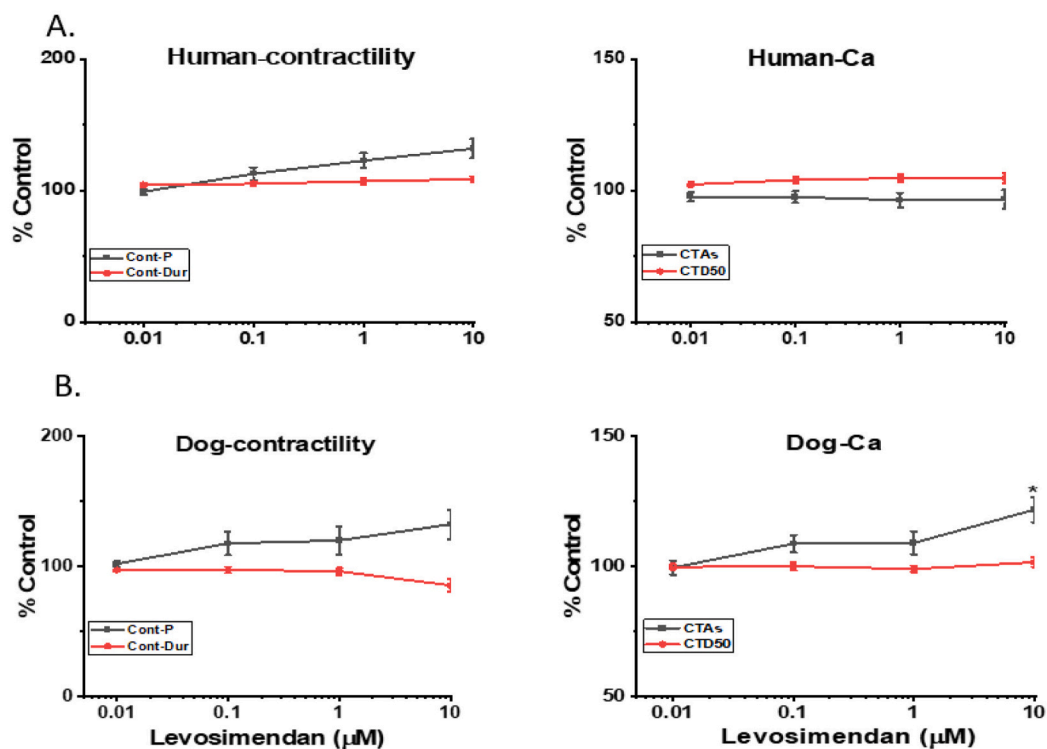 A.
Human-contractility
200
100
0
% Control
Cont-P
Cont-Dur
0.01 0.1 1 10
Human-Ca
150
100
50
% Control
CTAs
CTD50
0.01 0.1 1 10
B.
Dog-contractility
200
100
0
% Control
Cont-P
Cont-Dur
0.01 0.1 1 10
Levosimendan (µM)
Dog-Ca
150
100
50
% Control
*
CTAs
CTD50
0.01 0.1 1 10
Levosimendan (µM)